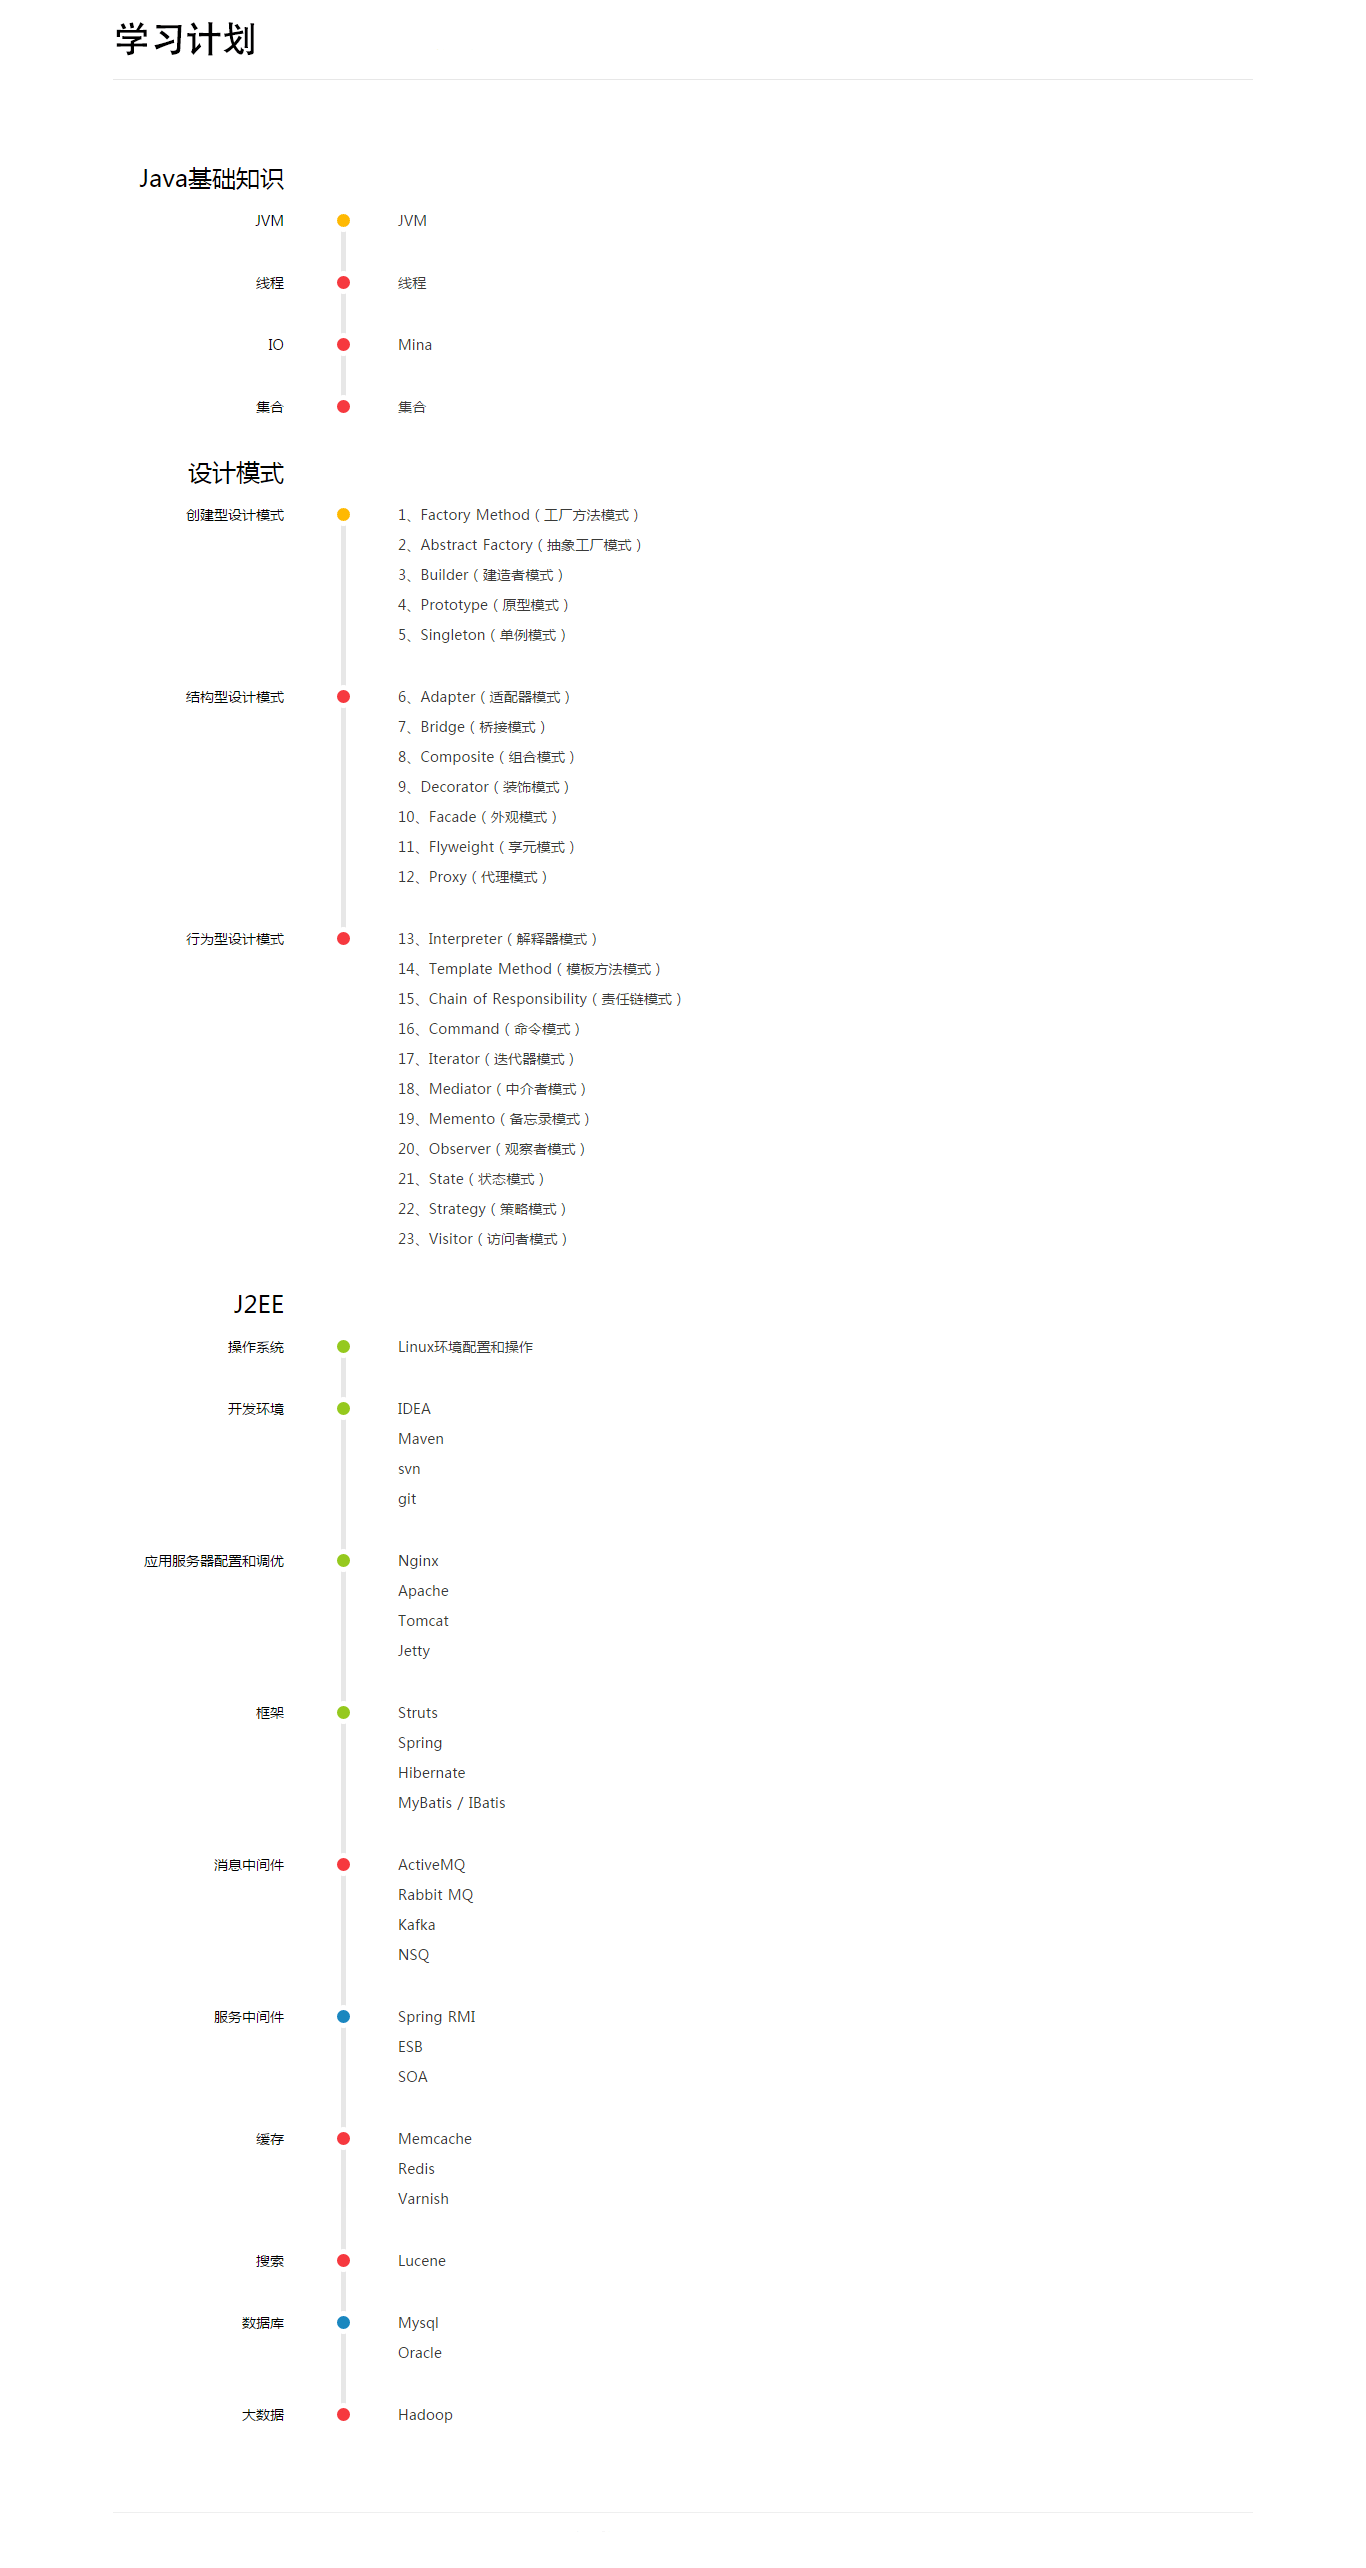 学习计划
Java基础知识
JVM JVM
线程 线程
IO Mina
集合 集合
设计模式
创建型设计模式 1、Factory Method（工厂方法模式）
2、Abstract Factory（抽象工厂模式）
3、Builder（建造者模式）
4、Prototype（原型模式）
5、Singleton（单例模式）
结构型设计模式 6、Adapter（适配器模式）
7、Bridge（桥接模式）
8、Composite（组合模式）
9、Decorator（装饰模式）
10、Facade（外观模式）
11、Flyweight（享元模式）
12、Proxy（代理模式）
行为型设计模式 13、Interpreter（解释器模式）
14、Template Method（模板方法模式）
15、Chain of Responsibility（责任链模式）
16、Command（命令模式）
17、Iterator（迭代器模式）
18、Mediator（中介者模式）
19、Memento（备忘录模式）
20、Observer（观察者模式）
21、State（状态模式）
22、Strategy（策略模式）
23、Visitor（访问者模式）
J2EE
操作系统 Linux环境配置和操作
开发环境 IDEA
Maven
svn
git
应用服务器配置和调优 Nginx
Apache
Tomcat
Jetty
框架 Struts
Spring
Hibernate
MyBatis / IBatis
消息中间件 ActiveMQ
Rabbit MQ
Kafka
NSQ
服务中间件 Spring RMI
ESB
SOA
缓存 Memcache
Redis
Varnish
搜索 Lucene
数据库 Mysql
Oracle
大数据 Hadoop